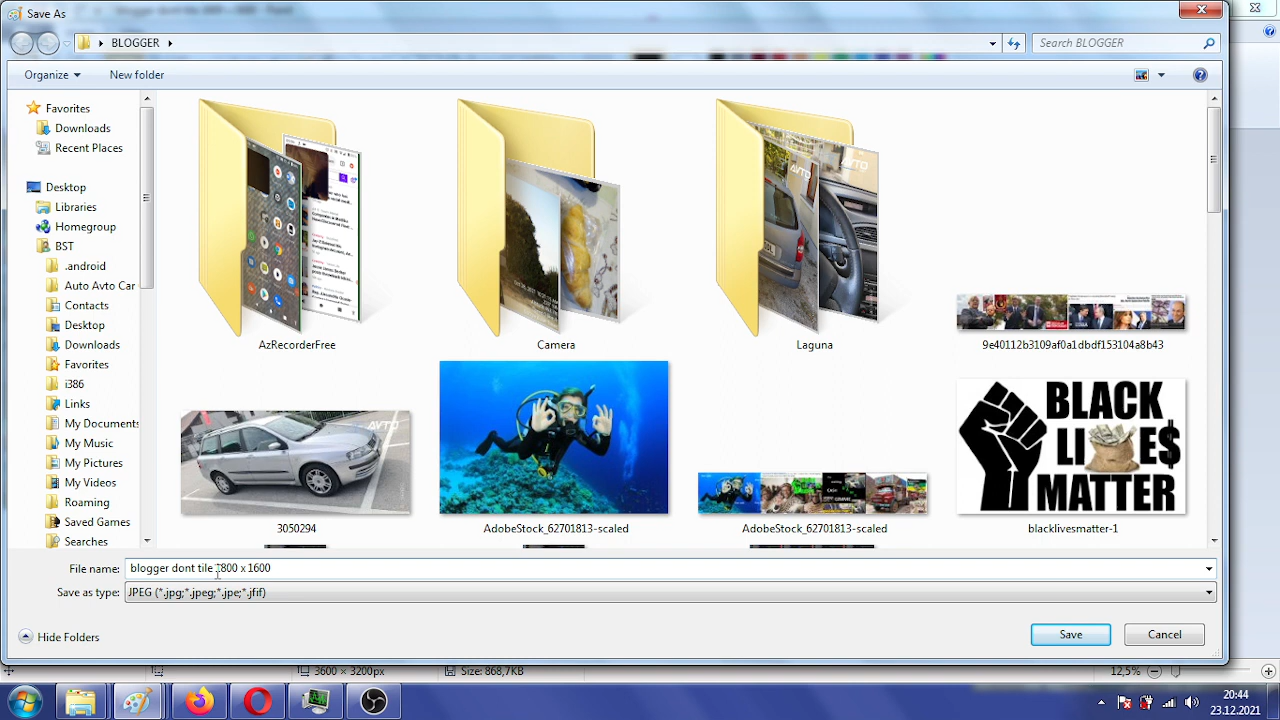 Save As
BLOGGER
Search BLOGGER
Organize
New folder
Favorites
Downloads
Recent Places
Desktop
Libraries
Homegroup
BST
.android
Auto Avto Car
Contacts
Desktop
Downloads
Favorites
i386
Links
My Documents
My Music
My Pictures
My Videos
Roaming
Saved Games
Searches
AzRecorderFree
Camera
Laguna
9e40112b3109af0a1dbdf153104a8b43
AVTO
3050294
AdobeStock_62701813-scaled
AdobeStock_62701813-scaled
BLACK
LIVE$
MATTER
blacklivesmatter-1
File name:
blogger dont tile 1800 x 1600
Save as type:
JPEG (*.jpg;*.jpeg;*.jpe;*.jfif)
Hide Folders
Save
Cancel
3600 × 3200px
Size: 868,7KB
12,5%
20:44
23.12.2021